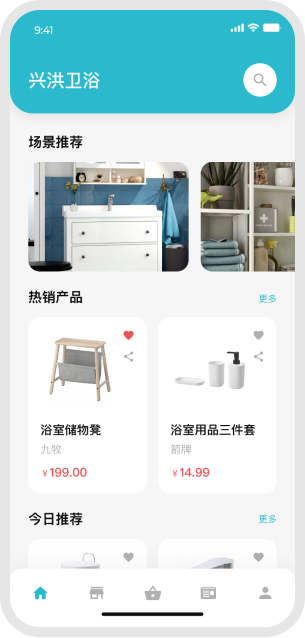 9:41
兴洪卫浴
场景推荐
热销产品
更多
浴室储物凳
九牧
¥199.00
浴室用品三件套
箭牌
¥14.99
今日推荐
更多